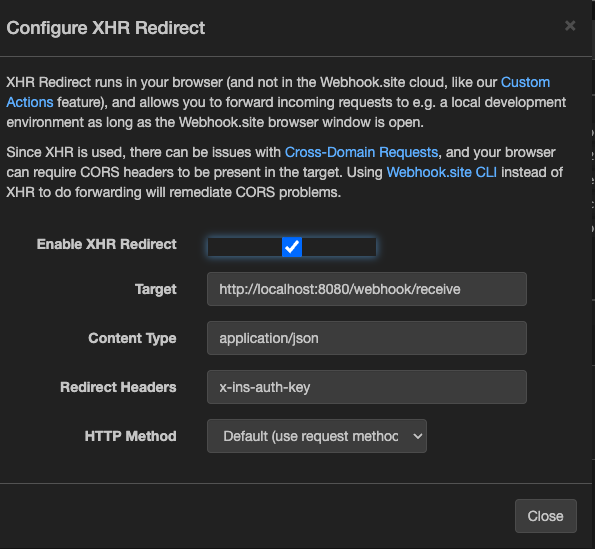 Configure XHR Redirect ×
XHR Redirect runs in your browser (and not in the Webhook.site cloud, like our Custom
Actions feature), and allows you to forward incoming requests to e.g. a local development
environment as long as the Webhook.site browser window is open.
Since XHR is used, there can be issues with Cross-Domain Requests, and your browser
can require CORS headers to be present in the target. Using Webhook.site CLI instead of
XHR to do forwarding will remediate CORS problems.
Enable XHR Redirect
Target http://localhost:8080/webhook/receive
Content Type application/json
Redirect Headers x-ins-auth-key
HTTP Method Default (use request
Close